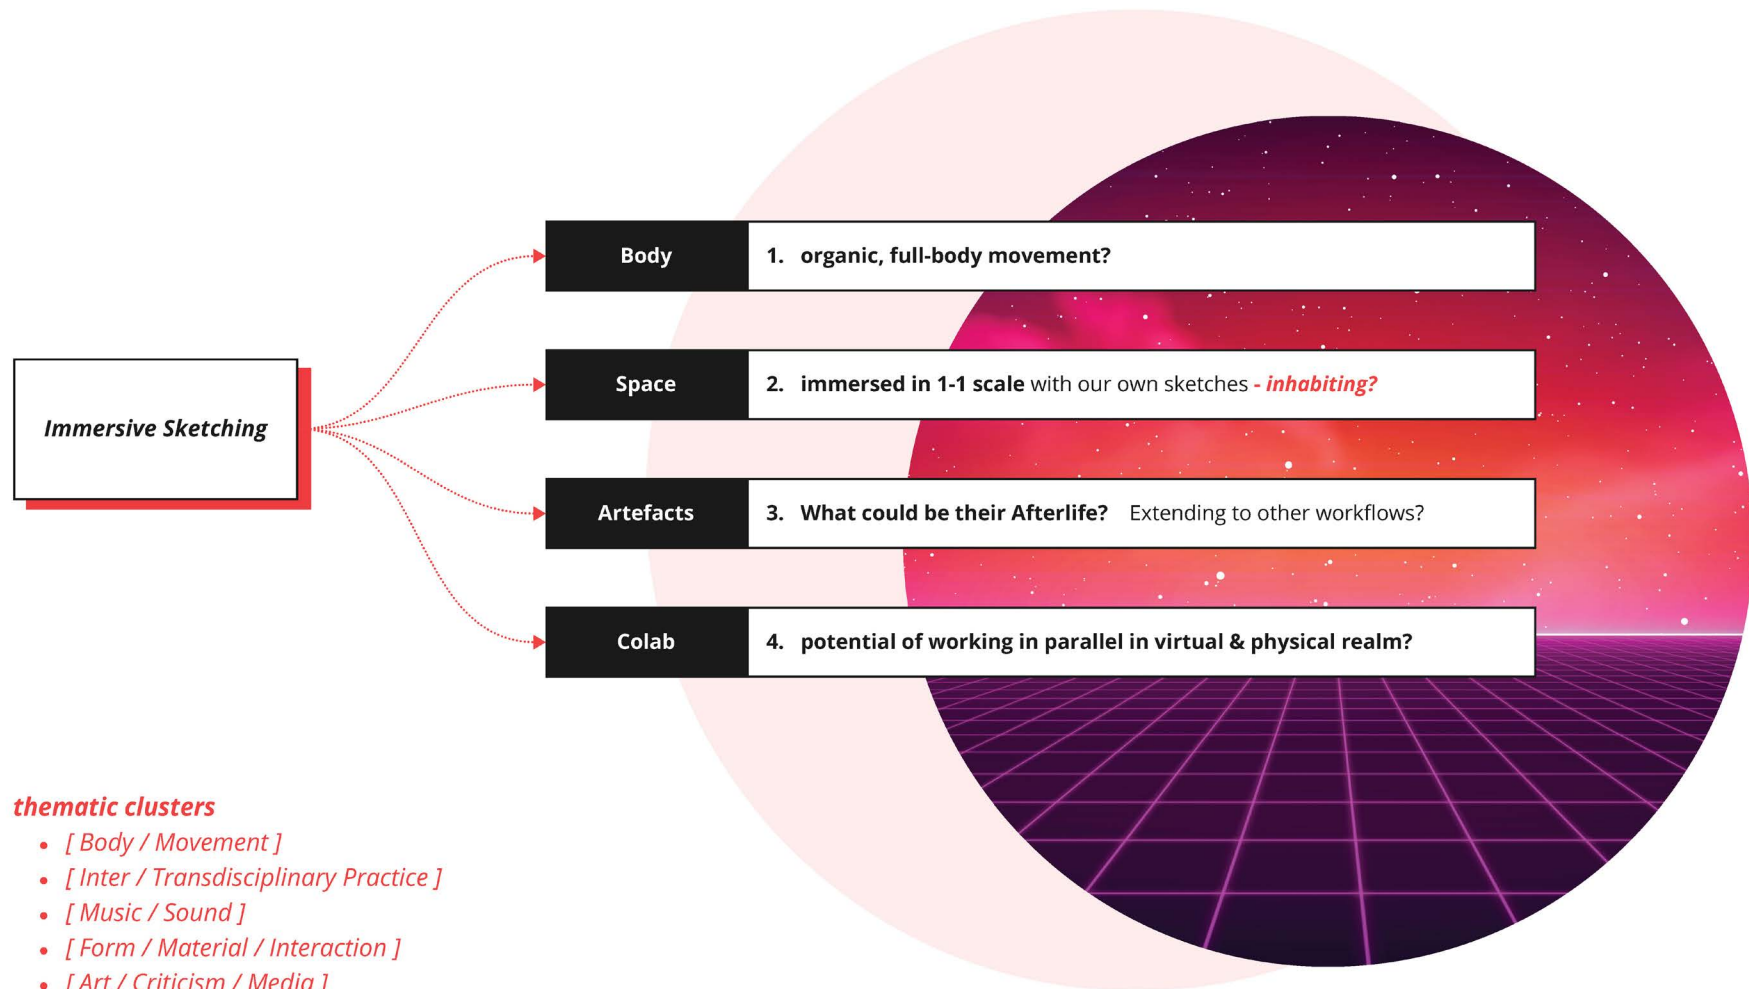 Immersive Sketching
Body
1. organic, full-body movement?
Space
2. immersed in 1-1 scale with our own sketches - inhabiting?
Artefacts
3. What could be their Afterlife? Extending to other workflows?
Colab
4. potential of working in parallel in virtual & physical realm?
thematic clusters
• [ Body / Movement ]
• [ Inter / Transdisciplinary Practice ]
• [ Music / Sound ]
• [ Form / Material / Interaction ]
• [ Art / Criticism / Media ]